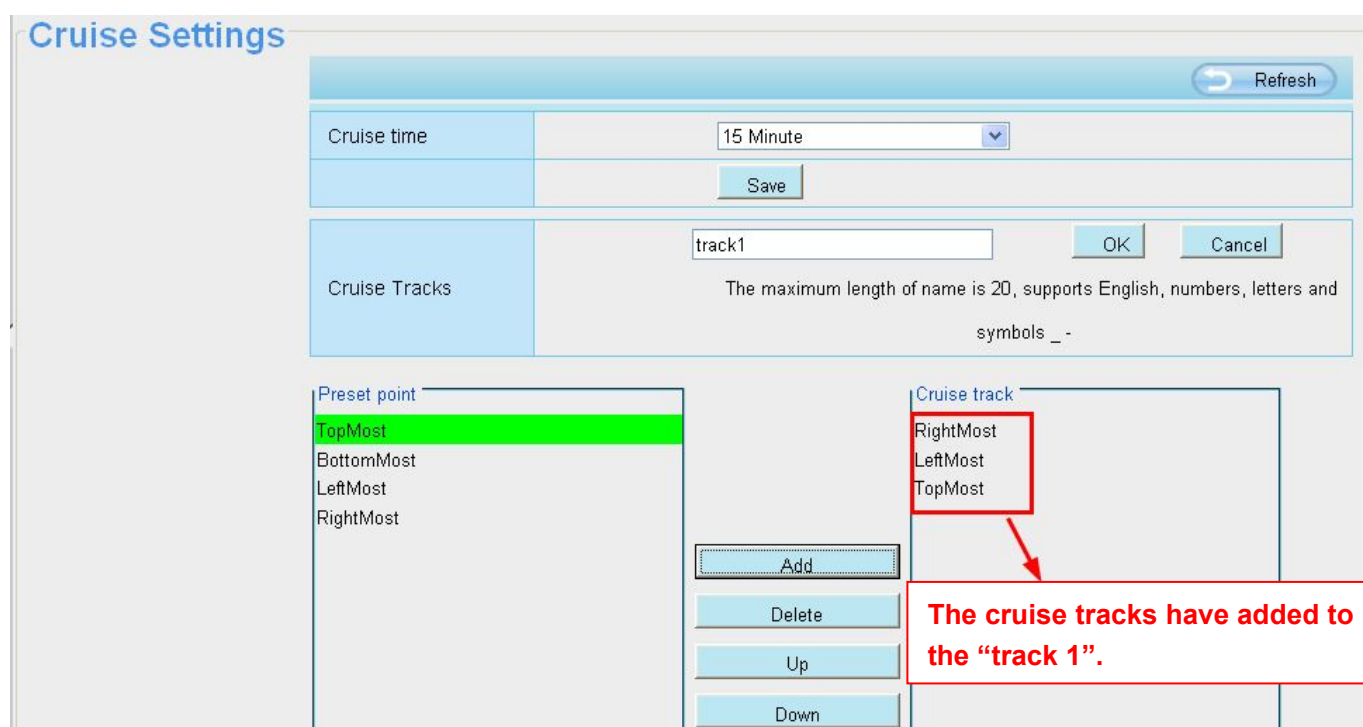 Cruise Settings
Refresh
Cruise time
15 Minute
Save
track1
OK
Cancel
Cruise Tracks
The maximum length of name is 20, supports English, numbers, letters and
symbols _ -
Preset point
TopMost
BottomMost
LeftMost
RightMost
Add
Delete
Up
Down
Cruise track
RightMost
LeftMost
TopMost
The cruise tracks have added to
the “track 1”.